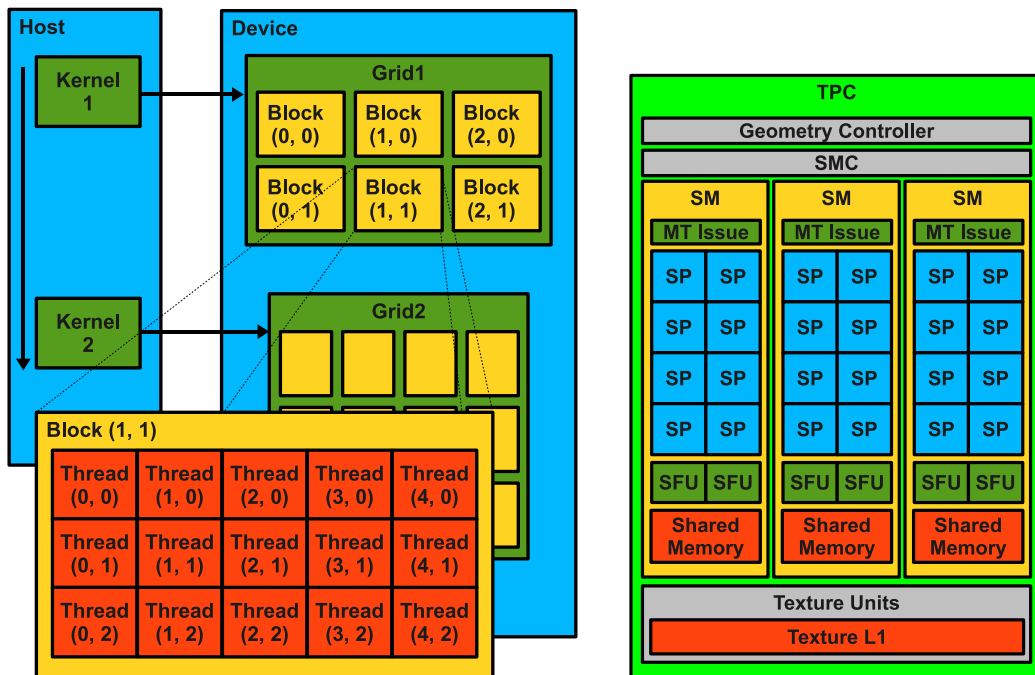 Host
Kernel
1
Kernel
2
Device
Grid1
Block
(0, 0)
Block
(1, 0)
Block
(2, 0)
Block
(0, 1)
Block
(1, 1)
Block
(2, 1)
Grid2
Block (1, 1)
Thread
(0, 0)
Thread
(1, 0)
Thread
(2, 0)
Thread
(3, 0)
Thread
(4, 0)
Thread
(0, 1)
Thread
(1, 1)
Thread
(2, 1)
Thread
(3, 1)
Thread
(4, 1)
Thread
(0, 2)
Thread
(1, 2)
Thread
(2, 2)
Thread
(3, 2)
Thread
(4, 2)
TPC
Geometry Controller
SMC
SM
MT Issue
SP SP
SP SP
SP SP
SP SP
SFU SFU
Shared
Memory
SM
MT Issue
SP SP
SP SP
SP SP
SP SP
SFU SFU
Shared
Memory
SM
MT Issue
SP SP
SP SP
SP SP
SP SP
SFU SFU
Shared
Memory
Texture Units
Texture L1